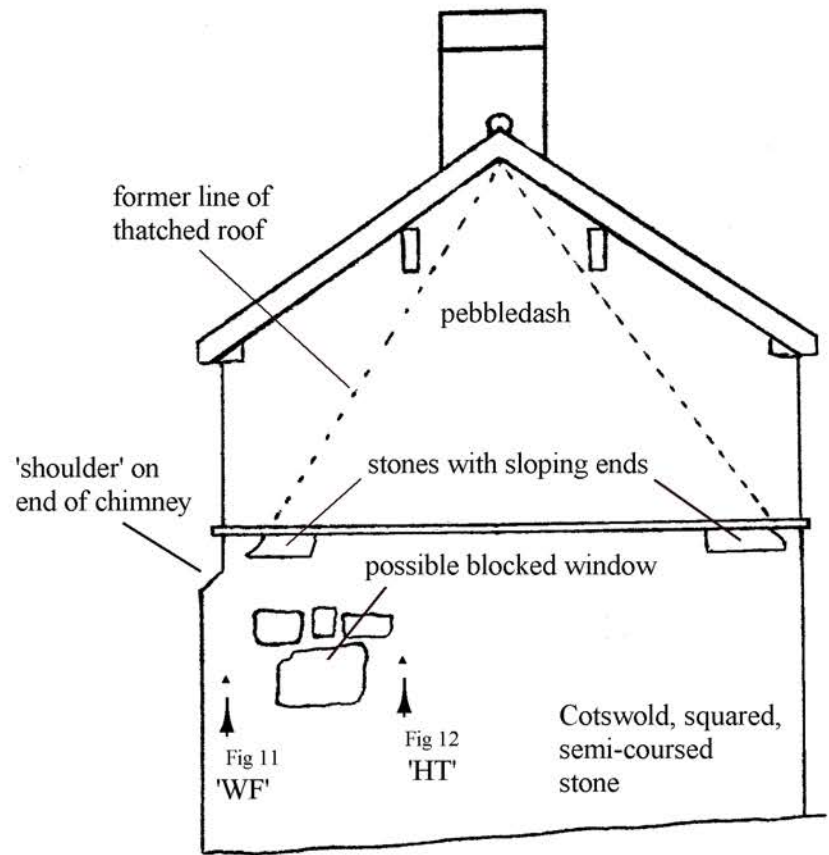 former line of
thatched roof
pebbledash
'shoulder' on
end of chimney
stones with sloping ends
possible blocked window
Fig 11
'WF'
Fig 12
'HT'
Cotswold, squared,
semi-coursed
stone